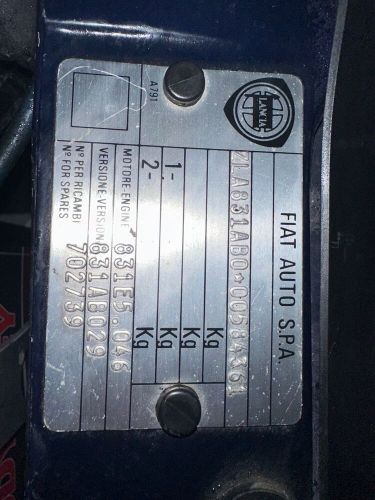 LANCIA
FIAT AUTO S.P.A.
ZLA831AB0*00584361
Kg
Kg
1- Kg
2- Kg
A791
MOTORE-ENGINE 831E5.046
VERSIONE-VERSION 831AB029
N° PER RICAMBI
N° FOR SPARES 702739